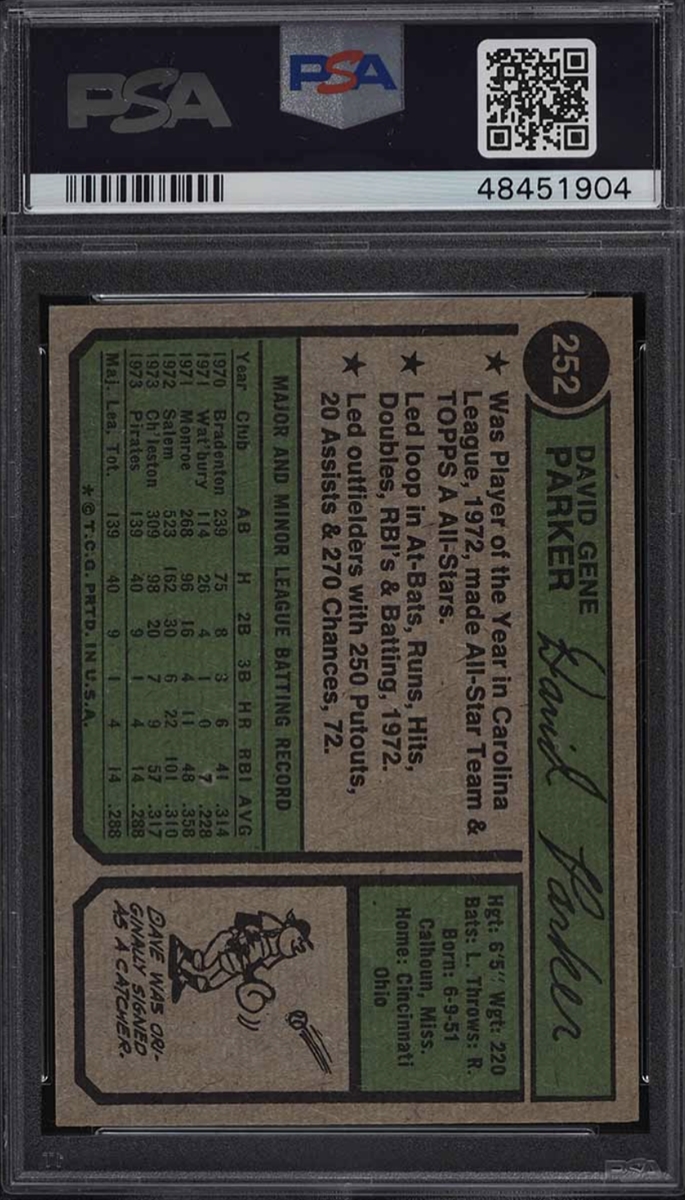 PSA
PSA
48451904
252
DAVID GENE
PARKER
David Parker
★ Was Player of the Year in Carolina
League, 1972, made All-Star Team &
TOPPS A All-Stars.
★ Led loop in At-Bats, Runs, Hits,
Doubles, RBI's & Batting, 1972.
★ Led outfielders with 250 Putouts,
20 Assists & 270 Chances, 72.
MAJOR AND MINOR LEAGUE BATTING RECORD
Year Club AB H 2B 3B HR RBI AVG
1970 Bradenton 239 75 8 3 6 41 .314
1971 Wat'bury 114 26 4 1 0 7 .228
1971 Monroe 268 96 16 4 11 48 .358
1972 Salem 523 162 30 6 22 101 .310
1973 Ch'leston 309 98 20 7 9 57 .317
1973 Pirates 139 40 9 1 4 14 .288
Maj. Lea. Tot. 139 40 9 1 4 14 .288
* © T.C.G. PRTD. IN U.S.A.
Hgt: 6'5" Wgt: 220
Bats: L. Throws: R.
Born: 6-9-51
Calhoun, Miss.
Home: Cincinnati
Ohio
DAVE WAS ORI-
GINALLY SIGNED
AS A CATCHER.
PSA